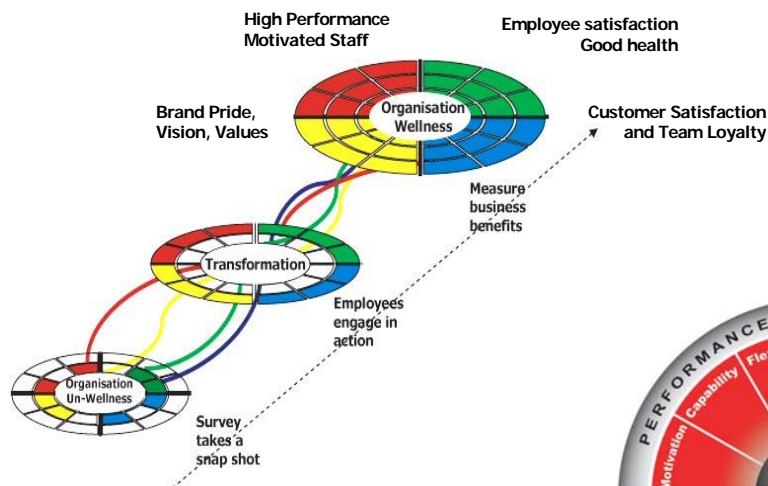 High Performance
Motivated Staff
Employee satisfaction
Good health
Organisation
Wellness
Brand Pride,
Vision, Values
Customer Satisfaction
and Team Loyalty
Measure
business
benefits
Transformation
Employees
engage in
action
PERFORMANCE
Capability
Motivation
Organisation
Un-Wellness
Survey
takes a
snap shot